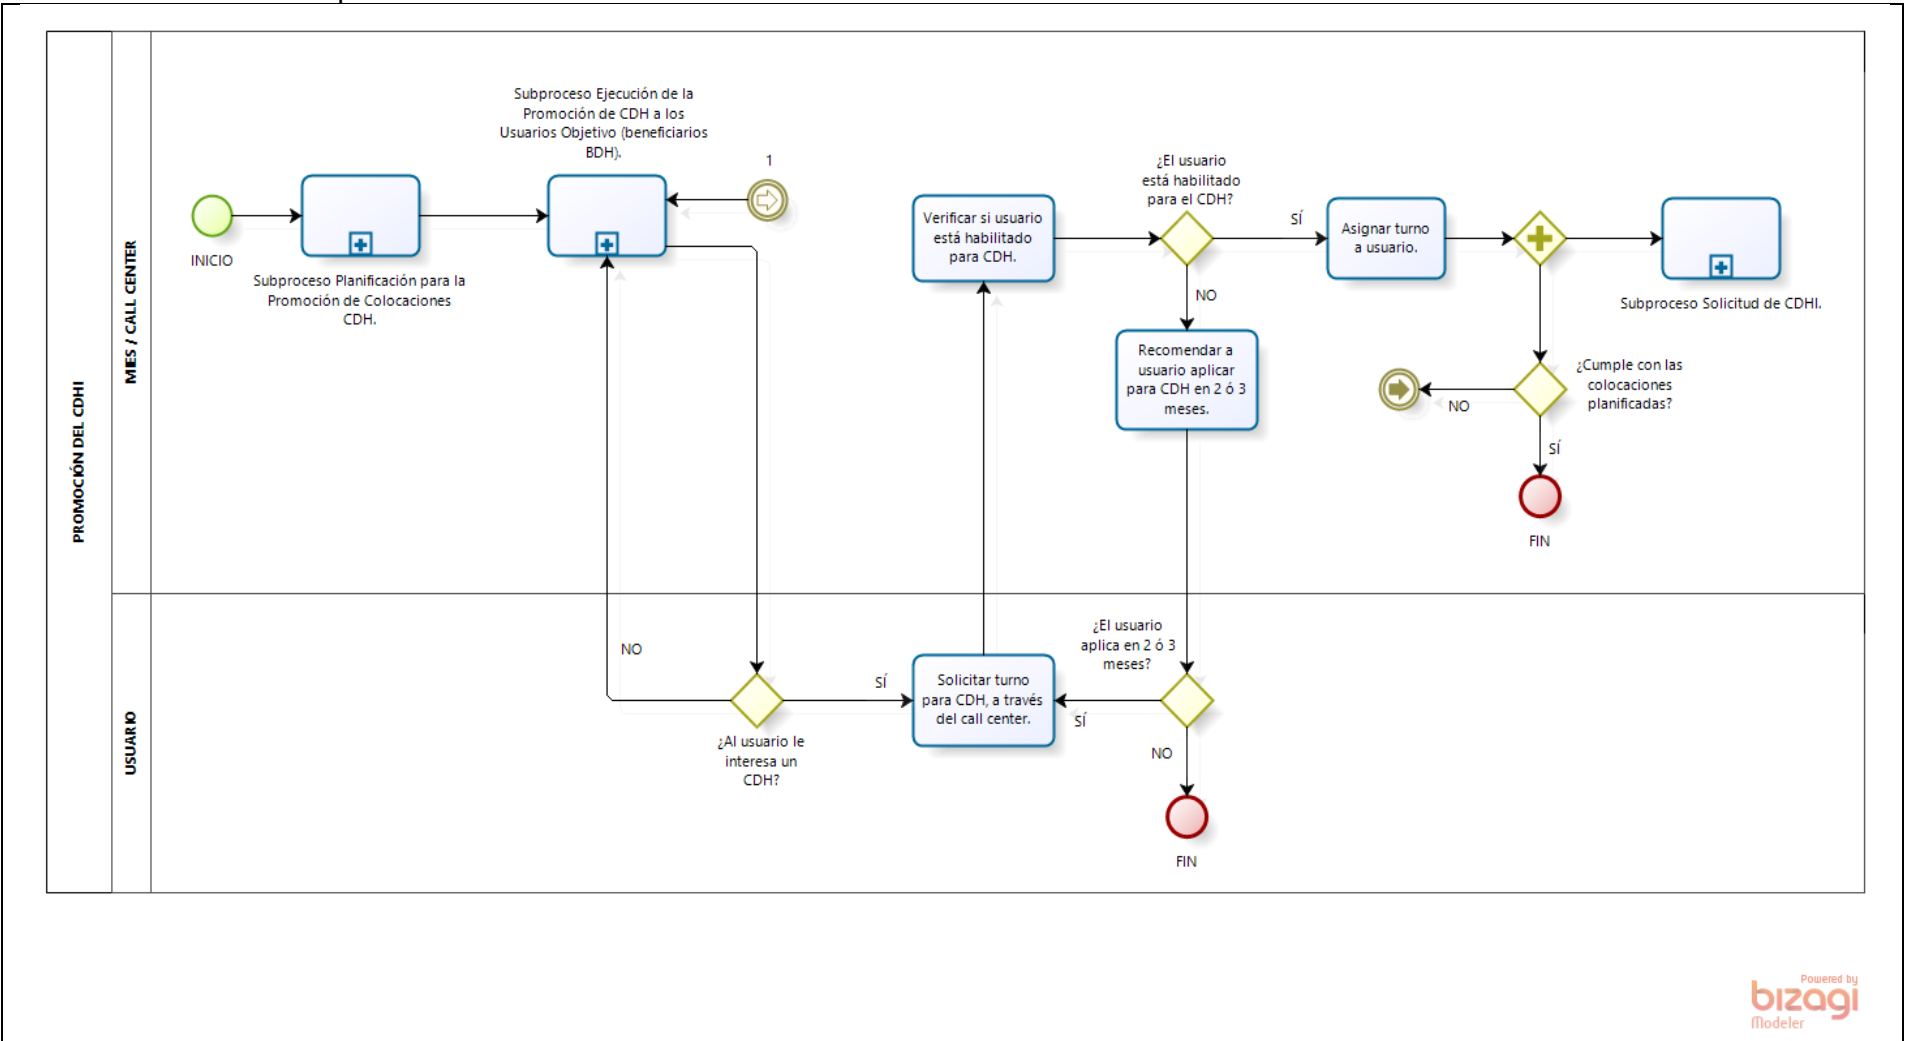 PROMOCIÓN DEL CDHI
MIES / CALL CENTER
USUARIO
INICIO
Subproceso Planificación para la
Promoción de Colocaciones
CDH.
Subproceso Ejecución de la
Promoción de CDH a los
Usuarios Objetivo (beneficiarios
BDH).
1
Verificar si usuario
está habilitado
para CDH.
¿El usuario
está habilitado
para el CDH?
SÍ
NO
Asignar turno
a usuario.
Subproceso Solicitud de CDHI.
Recomendar a
usuario aplicar
para CDH en 2 ó 3
meses.
¿Cumple con las
colocaciones
planificadas?
NO
SÍ
FIN
NO
¿Al usuario le
interesa un
CDH?
SÍ
Solicitar turno
para CDH, a través
del call center.
¿El usuario
aplica en 2 ó 3
meses?
SÍ
NO
FIN
Powered by
bizagi
Modeler